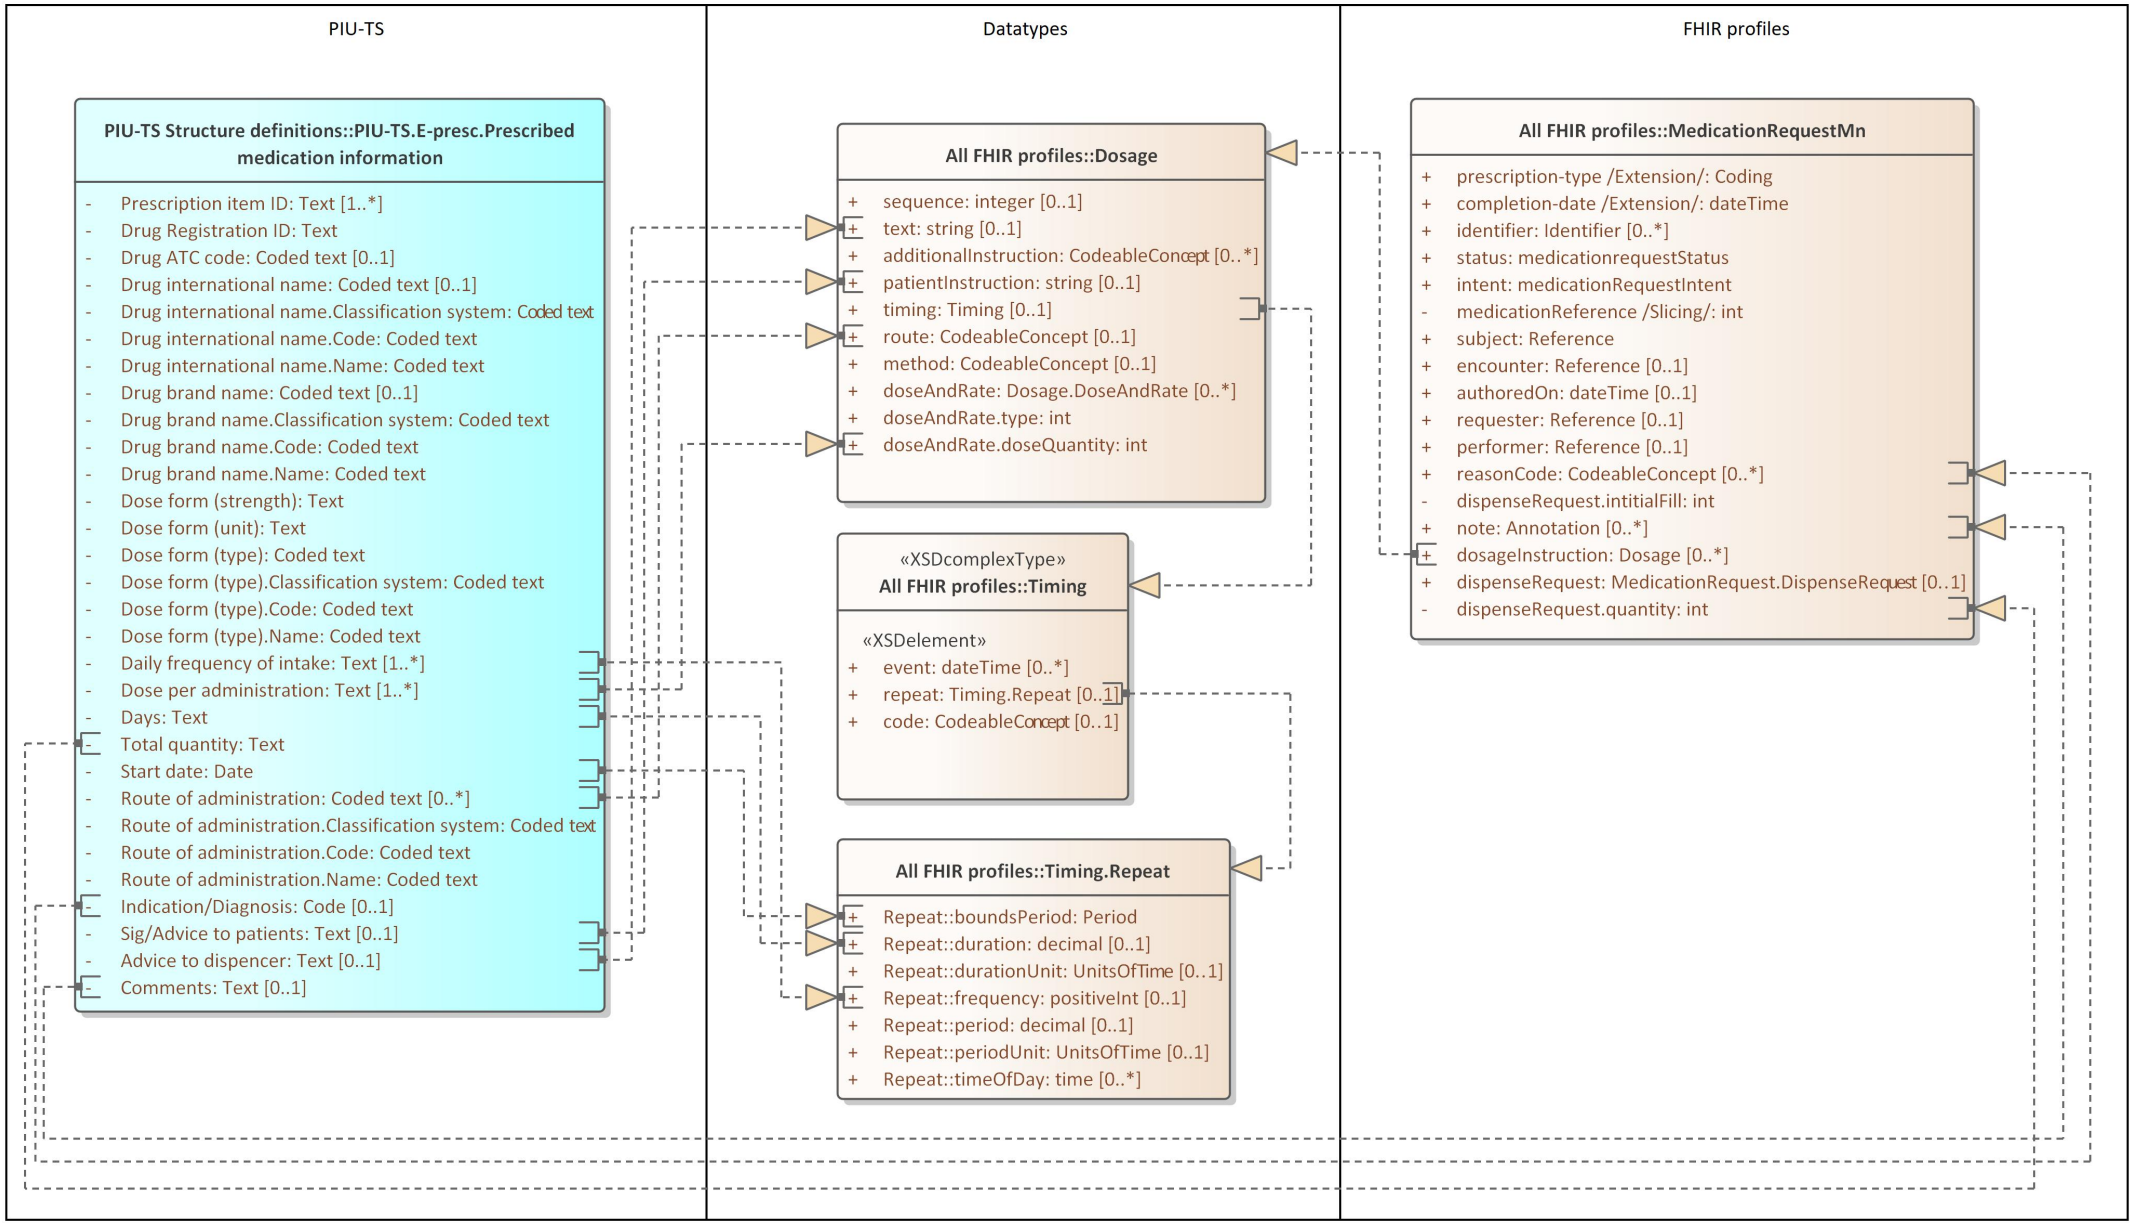 PIU-TS
Datatypes
FHIR profiles
PIU-TS Structure definitions::PIU-TS.E-presc.Prescribed
medication information
- Prescription item ID: Text [1..*]
- Drug Registration ID: Text
- Drug ATC code: Coded text [0..1]
- Drug international name: Coded text [0..1]
- Drug international name.Classification system: Coded text
- Drug international name.Code: Coded text
- Drug international name.Name: Coded text
- Drug brand name: Coded text [0..1]
- Drug brand name.Classification system: Coded text
- Drug brand name.Code: Coded text
- Drug brand name.Name: Coded text
- Dose form (strength): Text
- Dose form (unit): Text
- Dose form (type): Coded text
- Dose form (type).Classification system: Coded text
- Dose form (type).Code: Coded text
- Dose form (type).Name: Coded text
- Daily frequency of intake: Text [1..*]
- Dose per administration: Text [1..*]
- Days: Text
- Total quantity: Text
- Start date: Date
- Route of administration: Coded text [0..*]
- Route of administration.Classification system: Coded text
- Route of administration.Code: Coded text
- Route of administration.Name: Coded text
- Indication/Diagnosis: Code [0..1]
- Sig/Advice to patients: Text [0..1]
- Advice to dispencer: Text [0..1]
- Comments: Text [0..1]
All FHIR profiles::Dosage
+ sequence: integer [0..1]
+ text: string [0..1]
+ additionalInstruction: CodeableConcept [0..*]
+ patientInstruction: string [0..1]
+ timing: Timing [0..1]
+ route: CodeableConcept [0..1]
+ method: CodeableConcept [0..1]
+ doseAndRate: Dosage.DoseAndRate [0..*]
+ doseAndRate.type: int
+ doseAndRate.doseQuantity: int
«XSDcomplexType»
All FHIR profiles::Timing
«XSDelement»
+ event: dateTime [0..*]
+ repeat: Timing.Repeat [0..1]
+ code: CodeableConcept [0..1]
All FHIR profiles::Timing.Repeat
+ Repeat::boundsPeriod: Period
+ Repeat::duration: decimal [0..1]
+ Repeat::durationUnit: UnitsOfTime [0..1]
+ Repeat::frequency: positiveInt [0..1]
+ Repeat::period: decimal [0..1]
+ Repeat::periodUnit: UnitsOfTime [0..1]
+ Repeat::timeOfDay: time [0..*]
All FHIR profiles::MedicationRequestMn
+ prescription-type /Extension/: Coding
+ completion-date /Extension/: dateTime
+ identifier: Identifier [0..*]
+ status: medicationrequestStatus
+ intent: medicationRequestIntent
- medicationReference /Slicing/: int
+ subject: Reference
+ encounter: Reference [0..1]
+ authoredOn: dateTime [0..1]
+ requester: Reference [0..1]
+ performer: Reference [0..1]
+ reasonCode: CodeableConcept [0..*]
- dispenseRequest.intitialFill: int
+ note: Annotation [0..*]
+ dosageInstruction: Dosage [0..*]
+ dispenseRequest: MedicationRequest.DispenseRequest [0..1]
- dispenseRequest.quantity: int